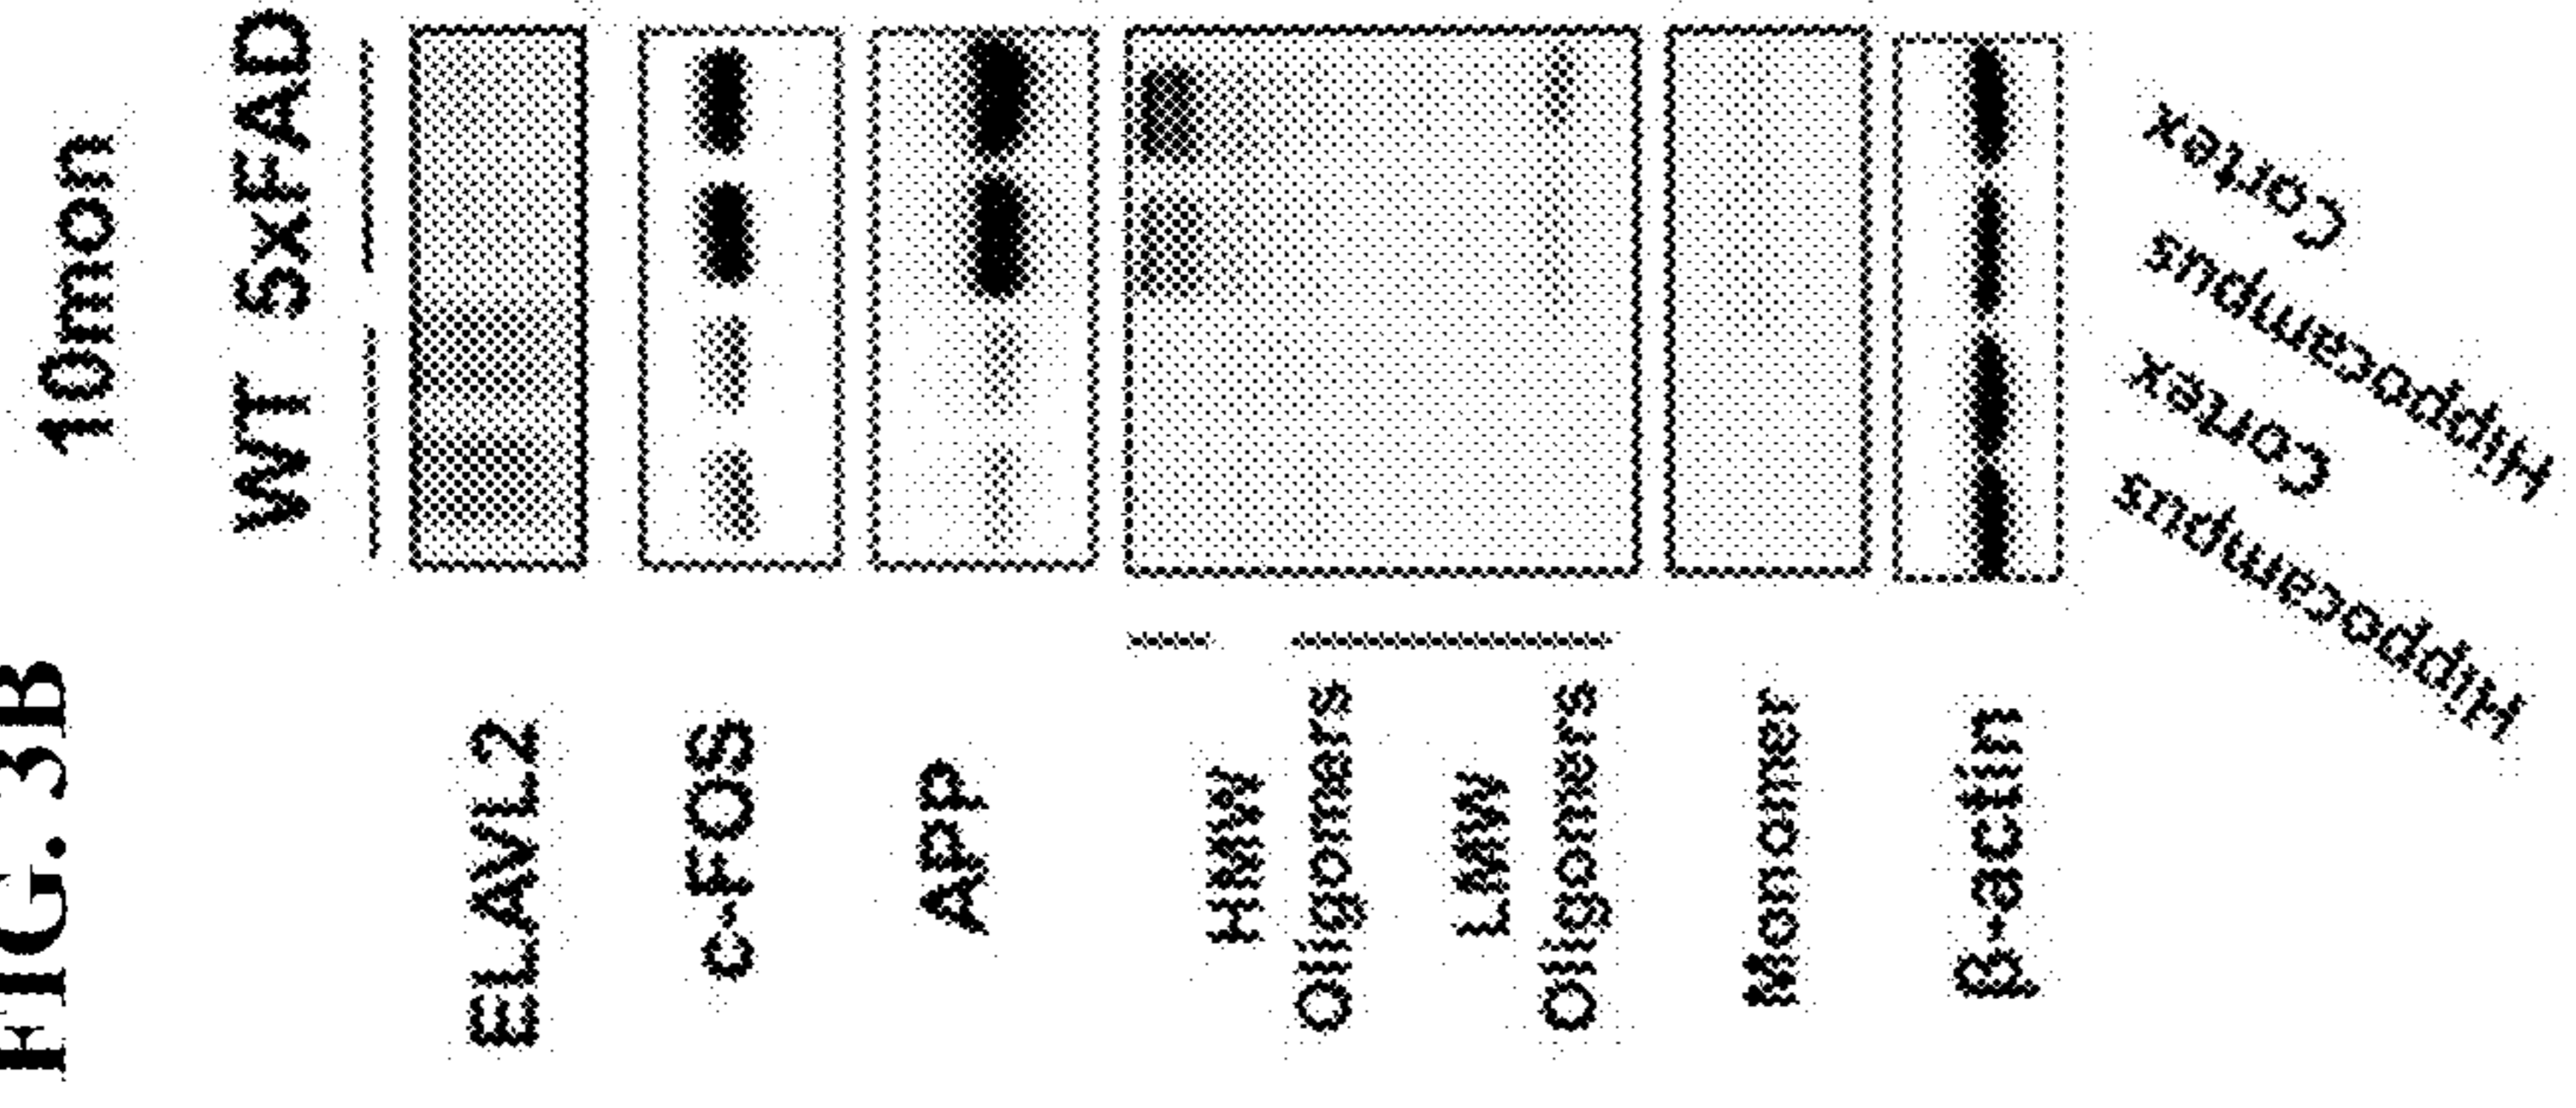 FIG. 3B
10mon
WT 5xFAD
ELAVL2
c-FOS
APP
HMW
Oligomers
LMW
Oligomers
Monomer
β-actin
Hippocampus
Cortex
Hippocampus
Cortex